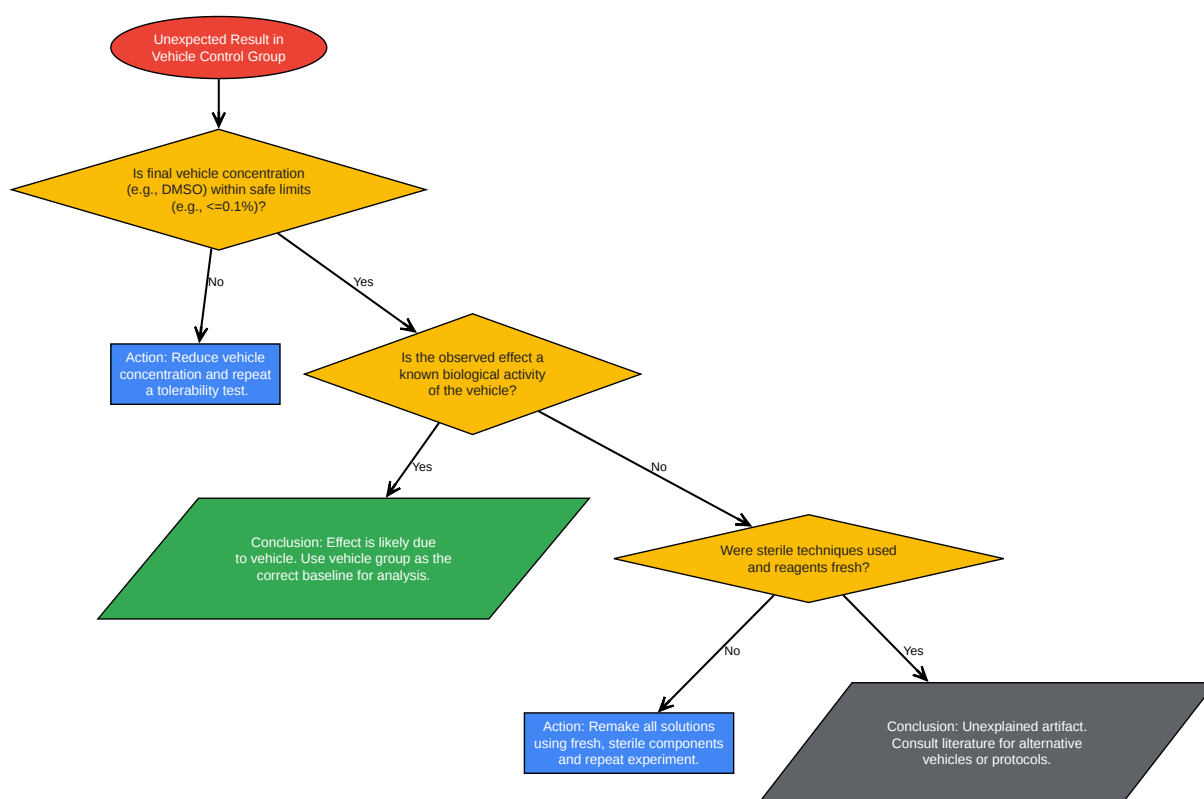 Unexpected Result in
Vehicle Control Group
Is final vehicle concentration
(e.g., DMSO) within safe limits
(e.g., <=0.1%)?
No
Yes
Action: Reduce vehicle
concentration and repeat
a tolerability test.
Is the observed effect a
known biological activity
of the vehicle?
Yes
No
Conclusion: Effect is likely due
to vehicle. Use vehicle group as the
correct baseline for analysis.
Were sterile techniques used
and reagents fresh?
No
Yes
Action: Remake all solutions
using fresh, sterile components
and repeat experiment.
Conclusion: Unexplained artifact.
Consult literature for alternative
vehicles or protocols.